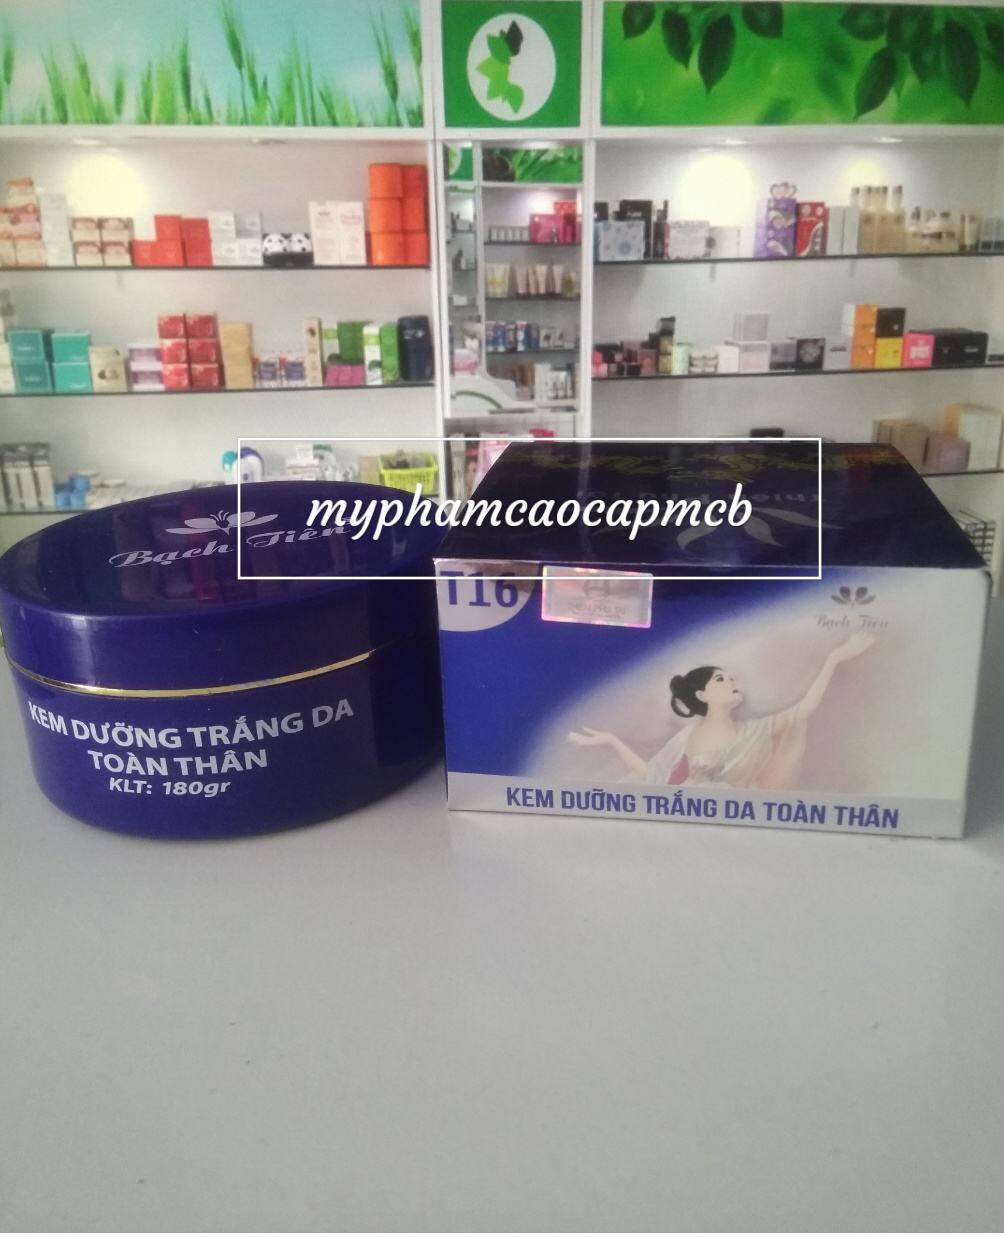 myphamcaocapmcb
Bạch Tiên
KEM DƯỠNG TRẮNG DA
TOÀN THÂN
KLT: 180gr
T16
Bạch Tiên
KEM DƯỠNG TRẮNG DA TOÀN THÂN